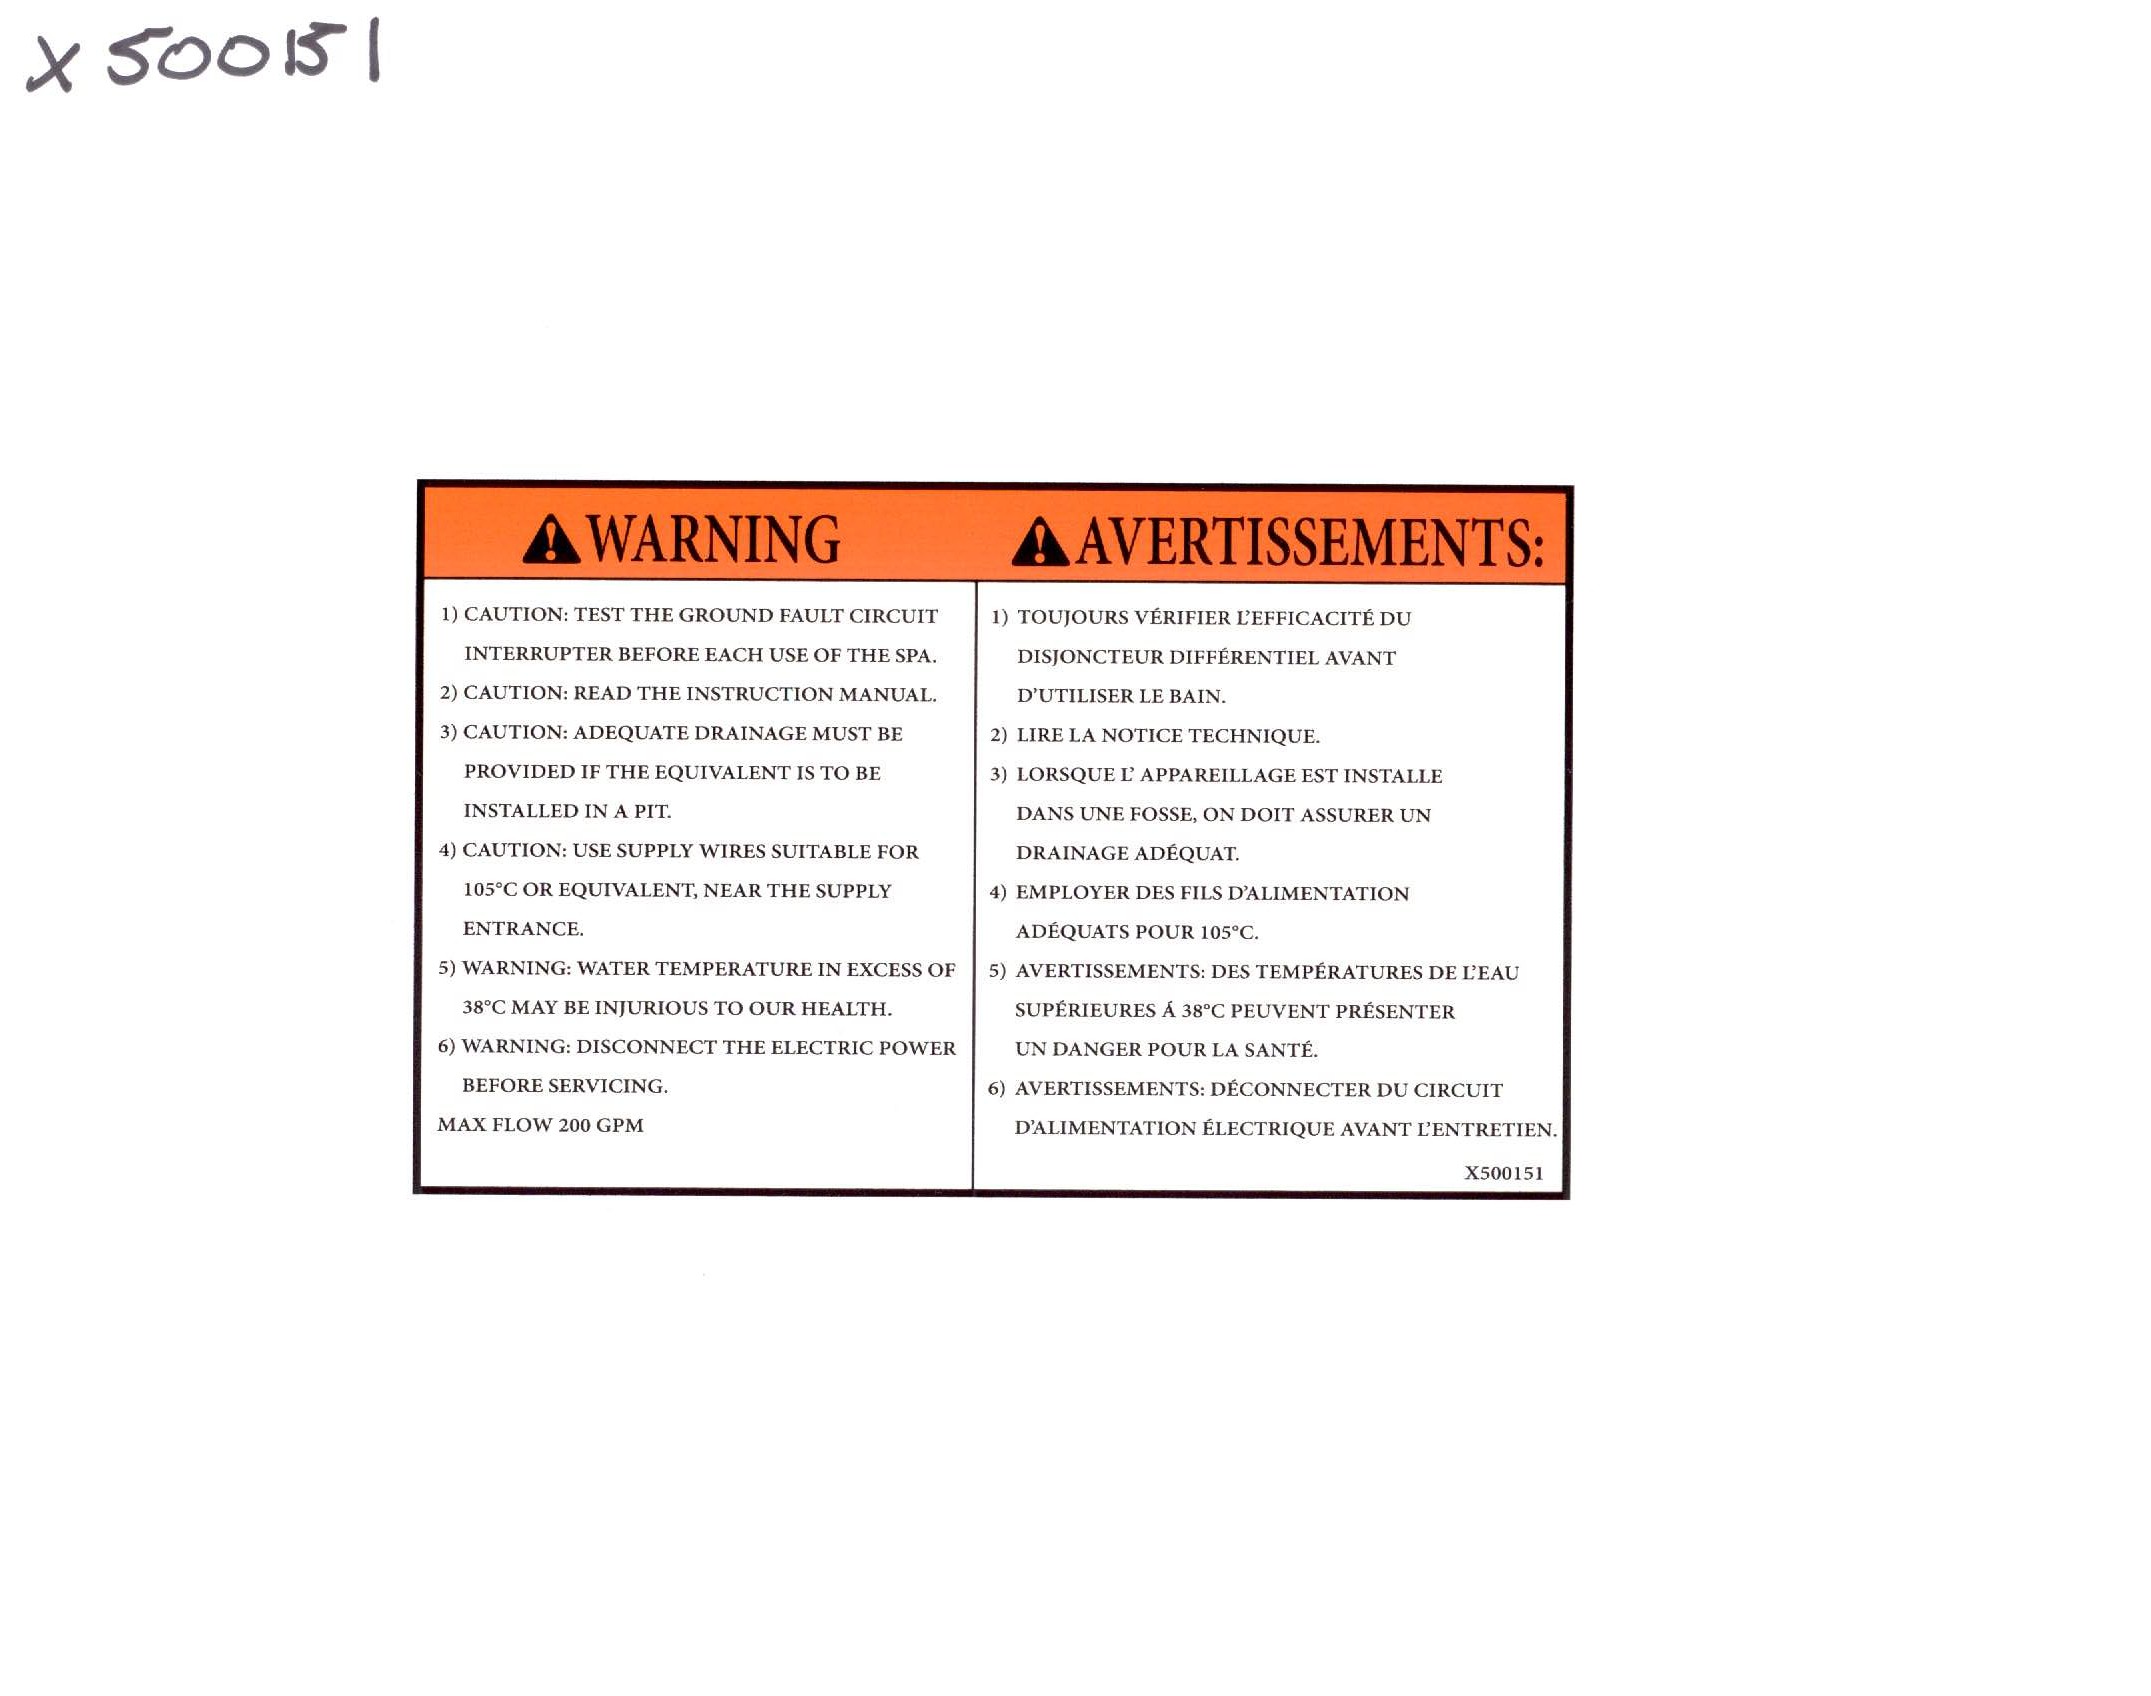 X500151
WARNING
1) CAUTION: TEST THE GROUND FAULT CIRCUIT
INTERRUPTER BEFORE EACH USE OF THE SPA.
2) CAUTION: READ THE INSTRUCTION MANUAL.
3) CAUTION: ADEQUATE DRAINAGE MUST BE
PROVIDED IF THE EQUIVALENT IS TO BE
INSTALLED IN A PIT.
4) CAUTION: USE SUPPLY WIRES SUITABLE FOR
105°C OR EQUIVALENT, NEAR THE SUPPLY
ENTRANCE.
5) WARNING: WATER TEMPERATURE IN EXCESS OF
38°C MAY BE INJURIOUS TO OUR HEALTH.
6) WARNING: DISCONNECT THE ELECTRIC POWER
BEFORE SERVICING.
MAX FLOW 200 GPM
AVERTISSEMENTS:
1) TOUJOURS VÉRIFIER L'EFFICACITÉ DU
DISJONCTEUR DIFFÉRENTIEL AVANT
D'UTILISER LE BAIN.
2) LIRE LA NOTICE TECHNIQUE.
3) LORSQUE L' APPAREILLAGE EST INSTALLE
DANS UNE FOSSE, ON DOIT ASSURER UN
DRAINAGE ADÉQUAT.
4) EMPLOYER DES FILS D'ALIMENTATION
ADÉQUATS POUR 105°C.
5) AVERTISSEMENTS: DES TEMPÉRATURES DE L'EAU
SUPÉRIEURES Á 38°C PEUVENT PRÉSENTER
UN DANGER POUR LA SANTÉ.
6) AVERTISSEMENTS: DÉCONNECTER DU CIRCUIT
D'ALIMENTATION ÉLECTRIQUE AVANT L'ENTRETIEN.
X500151